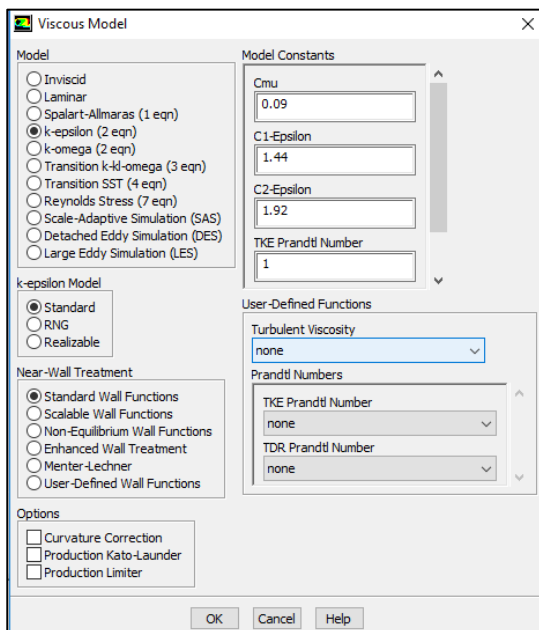 Viscous Model
Model
Inviscid
Laminar
Spalart-Allmaras (1 eqn)
k-epsilon (2 eqn)
k-omega (2 eqn)
Transition k-kl-omega (3 eqn)
Transition SST (4 eqn)
Reynolds Stress (7 eqn)
Scale-Adaptive Simulation (SAS)
Detached Eddy Simulation (DES)
Large Eddy Simulation (LES)
k-epsilon Model
Standard
RNG
Realizable
Near-Wall Treatment
Standard Wall Functions
Scalable Wall Functions
Non-Equilibrium Wall Functions
Enhanced Wall Treatment
Menter-Lechner
User-Defined Wall Functions
Options
Curvature Correction
Production Kato-Launder
Production Limiter
Model Constants
Cmu
0.09
C1-Epsilon
1.44
C2-Epsilon
1.92
TKE Prandtl Number
1
User-Defined Functions
Turbulent Viscosity
none
Prandtl Numbers
TKE Prandtl Number
none
TDR Prandtl Number
none
OK
Cancel
Help